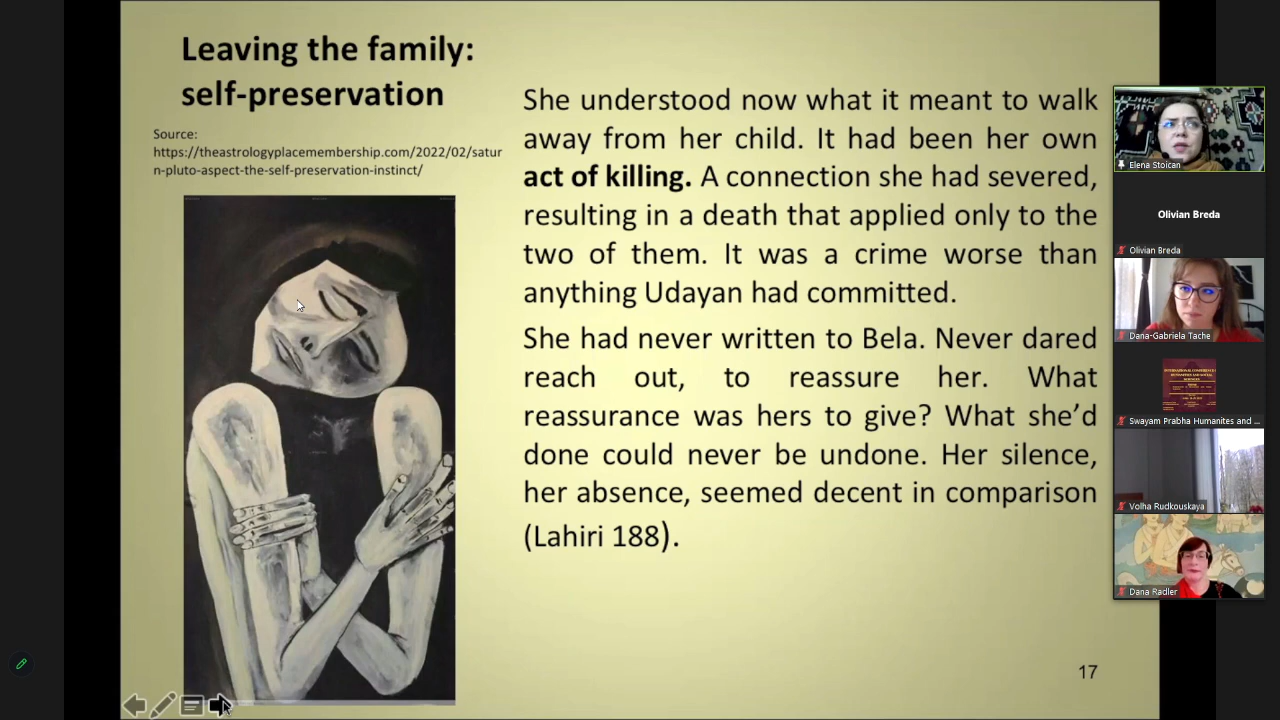 Leaving the family:
self-preservation
Source:
https://theastrologyplacemembership.com/2022/02/satur
n-pluto-aspect-the-self-preservation-instinct/
She understood now what it meant to walk
away from her child. It had been her own
act of killing. A connection she had severed,
resulting in a death that applied only to the
two of them. It was a crime worse than
anything Udayan had committed.
She had never written to Bela. Never dared
reach out, to reassure her. What
reassurance was hers to give? What she’d
done could never be undone. Her silence,
her absence, seemed decent in comparison
(Lahiri 188).
17
Elena Stoican
Olivian Breda
Olivian Breda
Dana-Gabriela Tache
Swayam Prabha Humanites and ...
Volha Rudkouskaya
Dana Radler